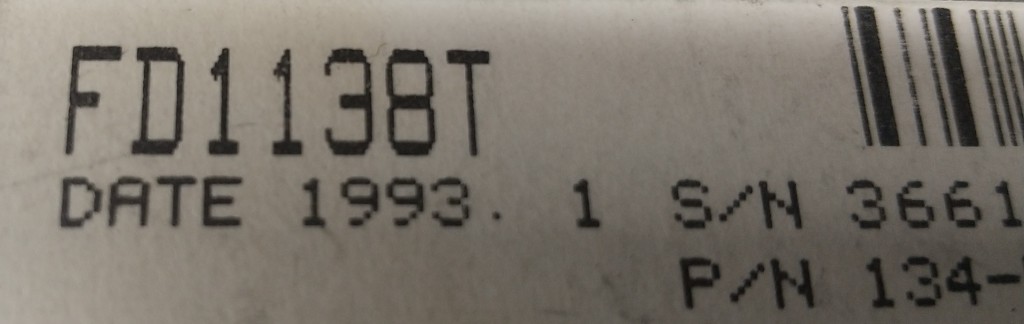 FD1138T
DATE 1993. 1 S/N 3661
P/N 134-